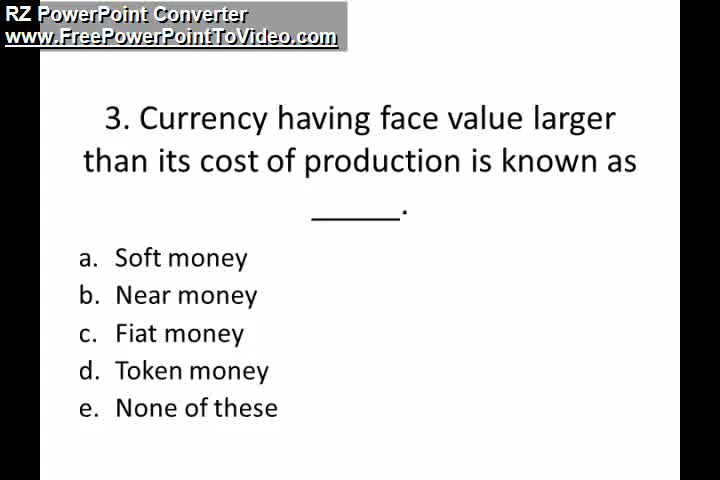 RZ PowerPoint Converter
www.FreePowerPointToVideo.com
3. Currency having face value larger
than its cost of production is known as
______.
a. Soft money
b. Near money
c. Fiat money
d. Token money
e. None of these